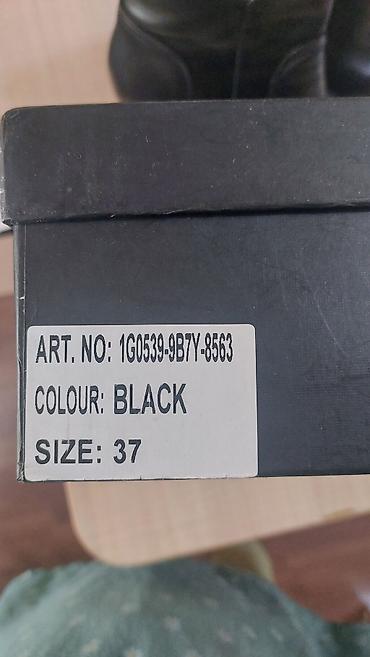 ART. NO: 1G0539-9B7Y-8563
COLOUR: BLACK
SIZE: 37